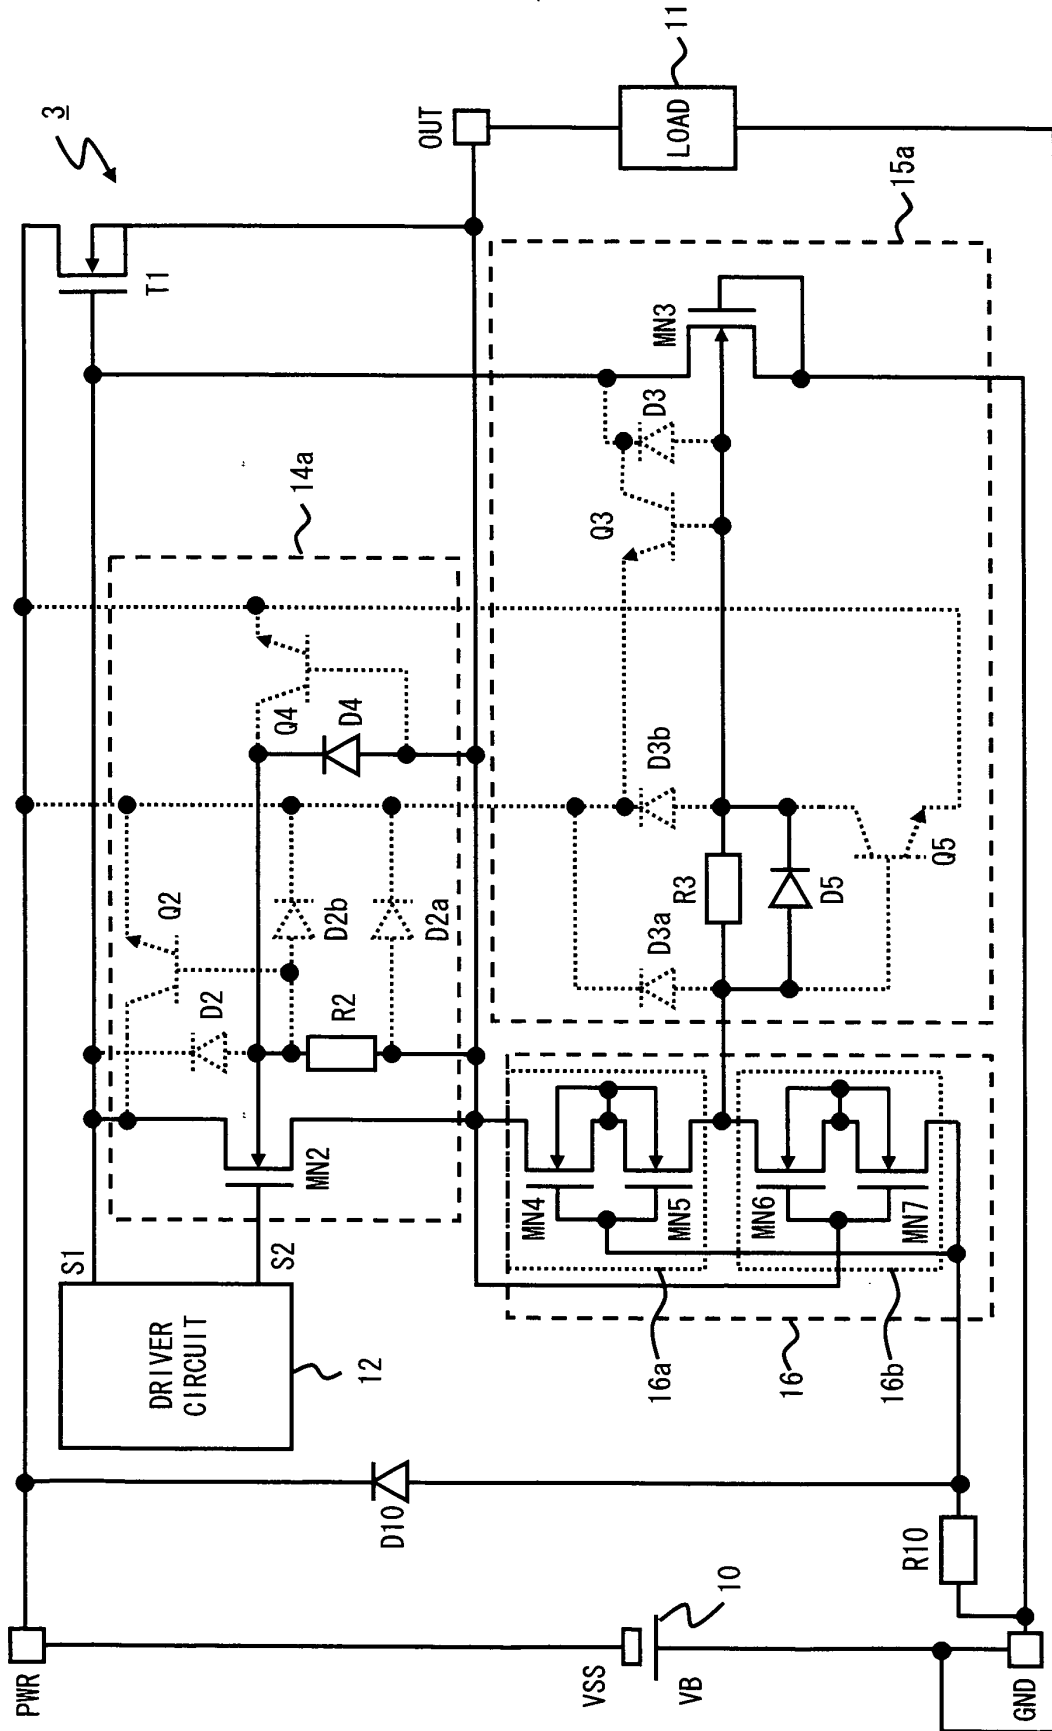 3
PWR
D10
VSS
VB
10
GND
R10
DRIVER
CIRCUIT
12
S1
S2
14a
MN2
Q2
D2
D2b
R2
D2a
Q4
D4
T1
OUT
LOAD
11
16
16a
16b
MN4
MN5
MN6
MN7
15a
MN3
D3
Q3
D3b
D3a
R3
D5
Q5